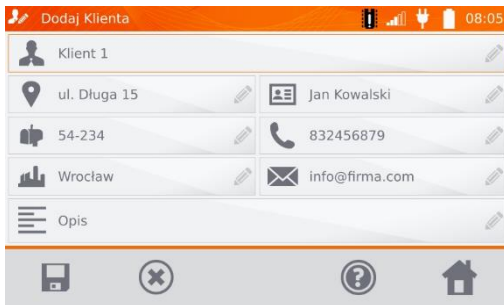 Dodaj Klienta
08:05
Klient 1
ul. Długa 15
Jan Kowalski
54-234
832456879
Wrocław
info@firma.com
Opis